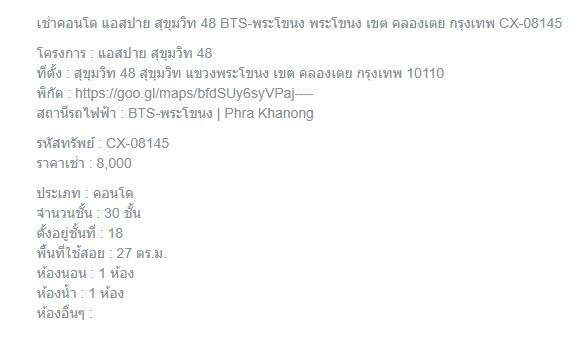 เช่าคอนโด แอสปาย สุขุมวิท 48 BTS-พระโขนง พระโขนง เขต คลองเตย กรุงเทพ CX-08145
โครงการ : แอสปาย สุขุมวิท 48
ที่ตั้ง : สุขุมวิท 48 สุขุมวิท แขวงพระโขนง เขต คลองเตย กรุงเทพ 10110
พิกัด : https://goo.gl/maps/bfdSUy6syVPaj----
สถานีรถไฟฟ้า : BTS-พระโขนง | Phra Khanong
รหัสทรัพย์ : CX-08145
ราคาเช่า : 8,000
ประเภท : คอนโด
จำนวนชั้น : 30 ชั้น
ตั้งอยู่ชั้นที่ : 18
พื้นที่ใช้สอย : 27 ตร.ม.
ห้องนอน : 1 ห้อง
ห้องน้ำ : 1 ห้อง
ห้องอื่นๆ :